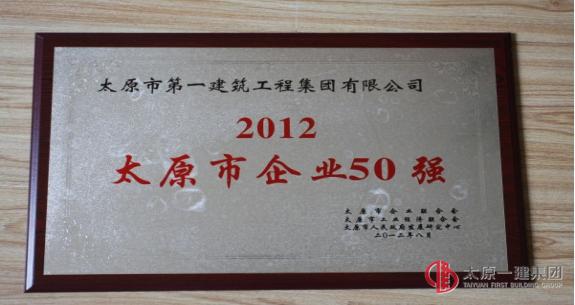 太原市第一建筑工程集团有限公司
2012
太原市企业50强
太原市企业联合会
太原市工业经济联合会
太原市人民政府发展研究中心
二〇一二年八月
太原一建集团
TAIYUAN FIRST BUILDING GROUP